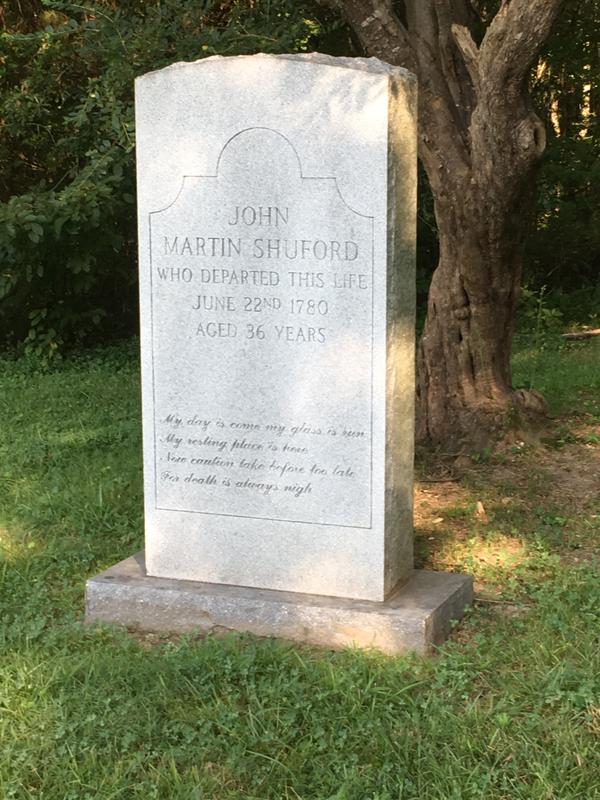 JOHN
MARTIN SHUFORD
WHO DEPARTED THIS LIFE
JUNE 22ND 1780
AGED 36 YEARS
My day is come my glass is run
My resting place is here
Now caution take before too late
For death is always nigh